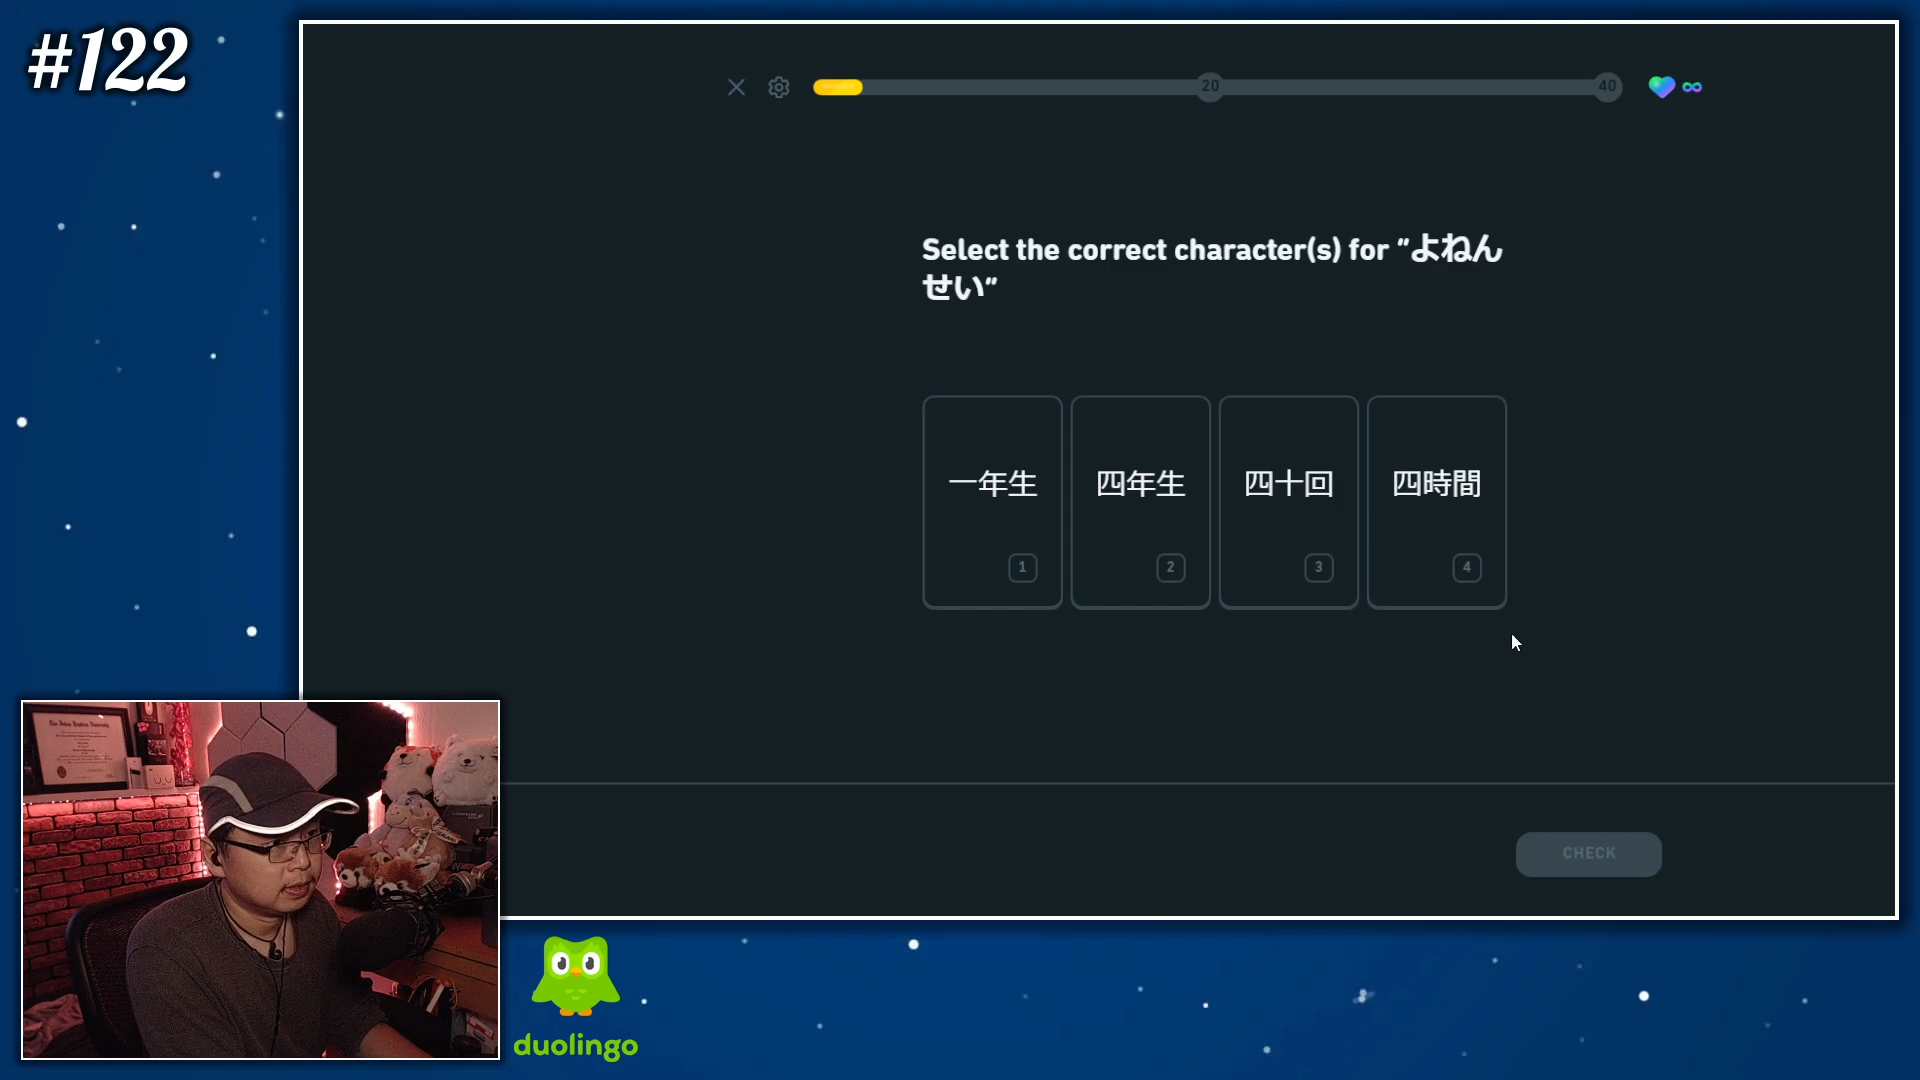 #122
20
40
Select the correct character(s) for "よねん
せい"
一年生
四年生
四十回
四時間
1
2
3
4
CHECK
duolingo